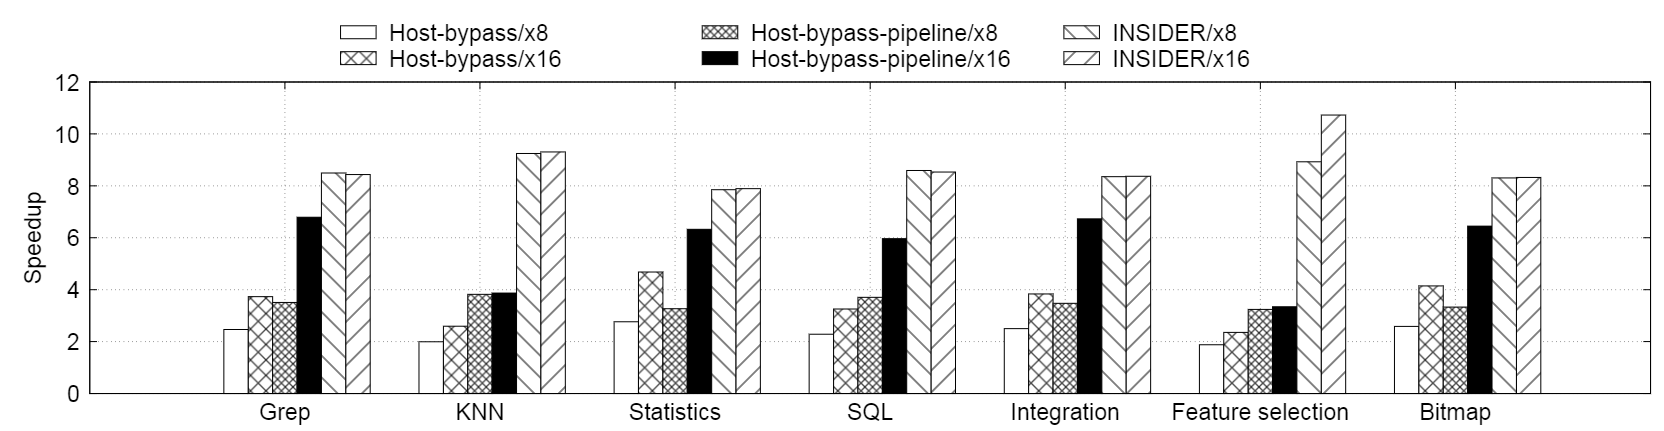 Host-bypass/x8 Host-bypass-pipeline/x8 INSIDER/x8
Host-bypass/x16 Host-bypass-pipeline/x16 INSIDER/x16
12
10
8
6
4
2
0
Speedup
Grep KNN Statistics SQL Integration Feature selection Bitmap